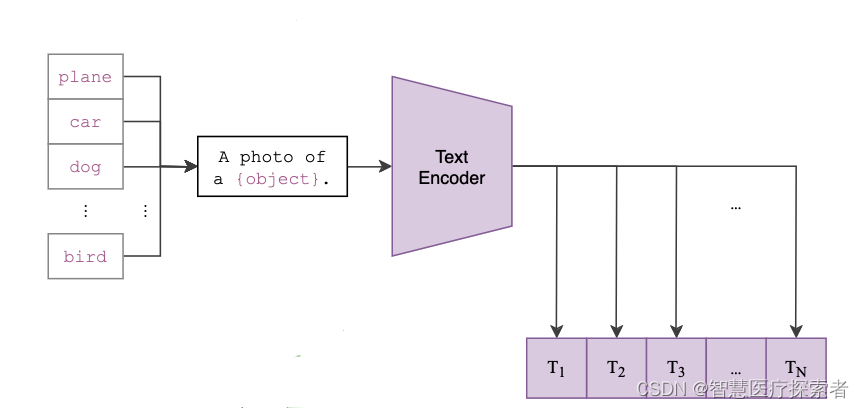 plane
car
dog
⋮
⋮
bird
A photo of
a {object}.
Text
Encoder
...
T1
T2
T3
...
TN
CSDN @智慧医疗探索者